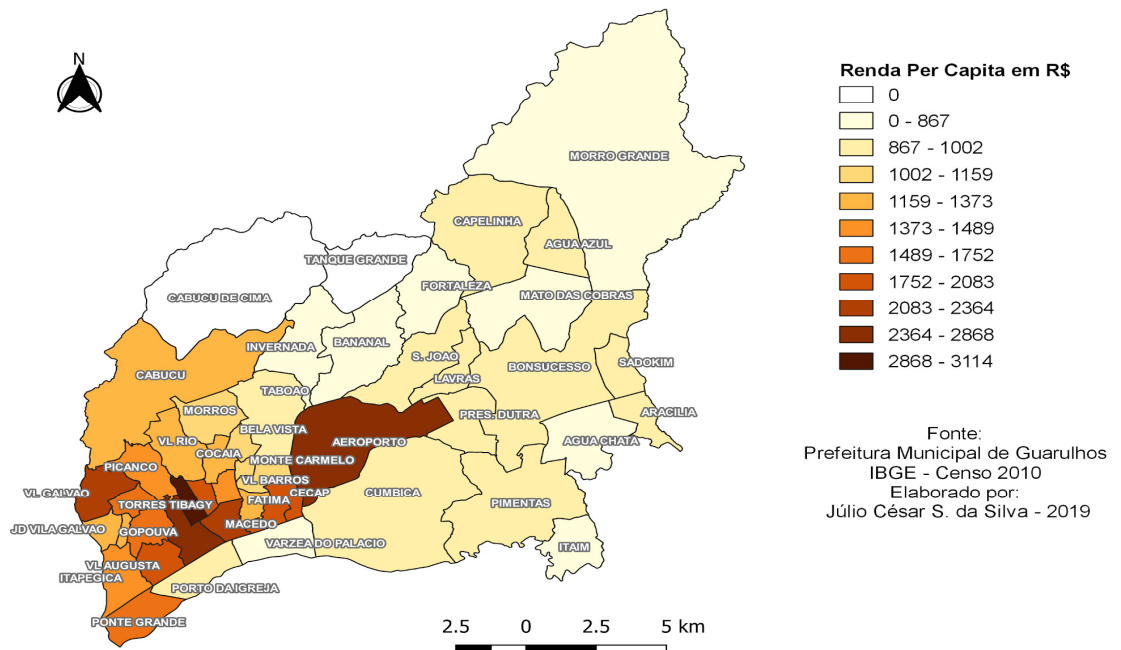 N
Renda Per Capita em R$
0
0 - 867
867 - 1002
1002 - 1159
1159 - 1373
1373 - 1489
1489 - 1752
1752 - 2083
2083 - 2364
2364 - 2868
2868 - 3114
MORRO GRANDE
CAPELINHA
AGUA AZUL
TANQUE GRANDE
FORTALEZA
MATO DAS COBRAS
CABUCU DE CIMA
INVERNADA
BANANAL
S. JOAO
BONSUCESSO
SADOKIM
CABUCU
LAVRAS
TABOAO
MORROS
PRES. DUTRA
ARACILIA
BELA VISTA
VL RIO
AEROPORTO
AGUA CHATA
COCAIA
MONTE CARMELO
PICANCO
VL BARROS
VL GALVAO
CECAP
CUMBICA
FATIMA
TORRES TIBAGY
PIMENTAS
MACEDO
JD VILA GALVAO
GOPOUVA
VARZEA DO PALACIO
ITAIM
VL AUGUSTA
ITAPEGICA
PORTO DA IGREJA
PONTE GRANDE
Fonte:
Prefeitura Municipal de Guarulhos
IBGE - Censo 2010
Elaborado por:
Júlio César S. da Silva - 2019
2.5 0 2.5 5 km